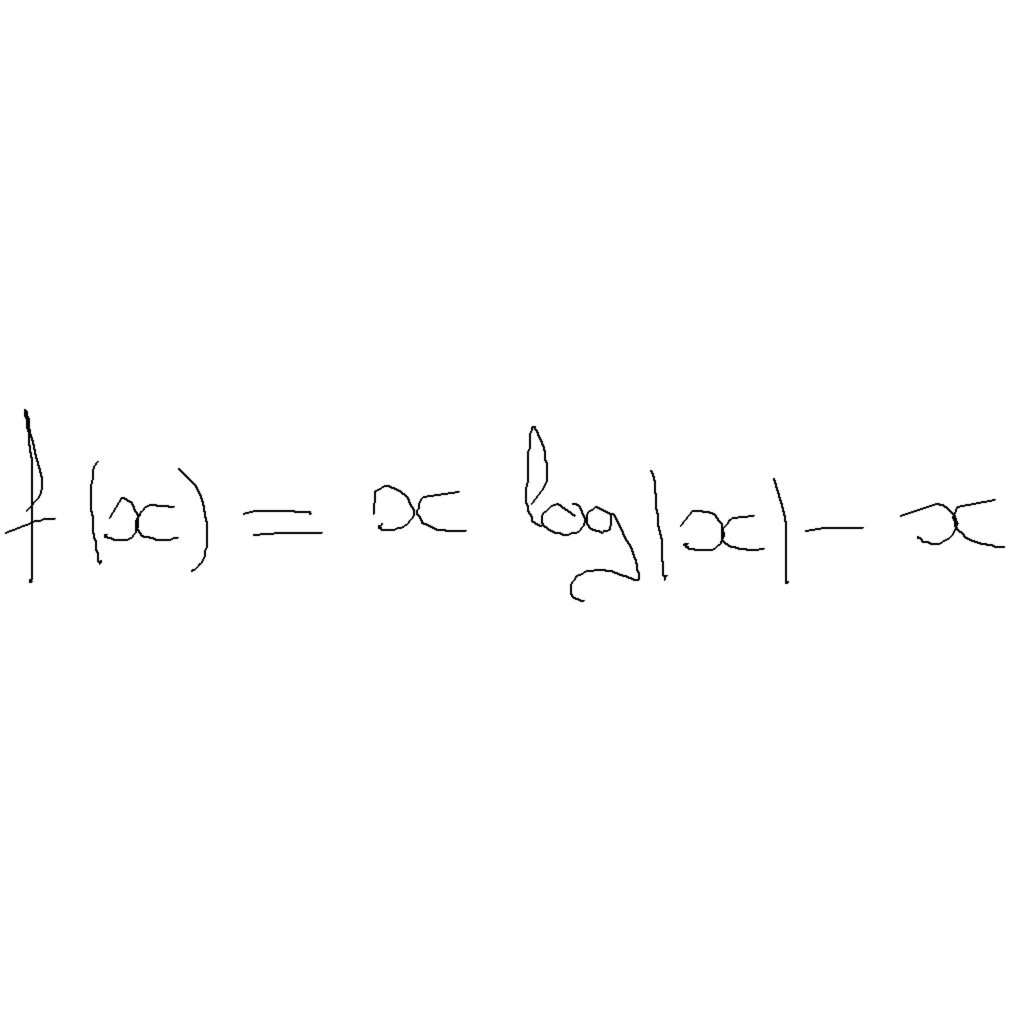 f(x) = x log|x| - x